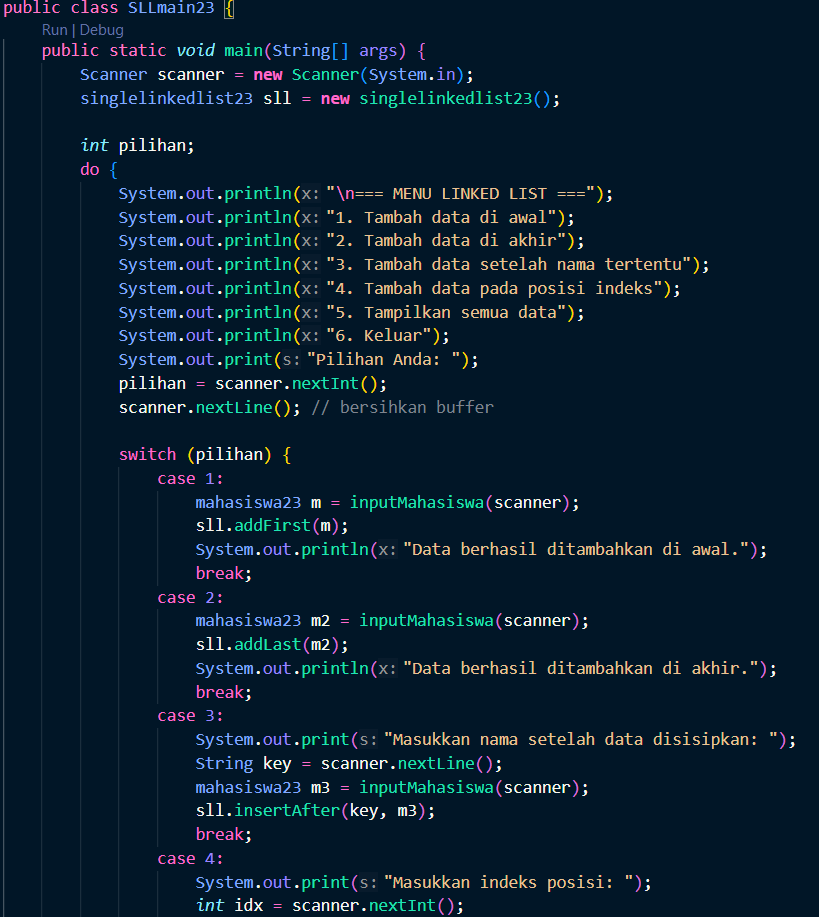 public class SLLmain23 {
Run | Debug
public static void main(String[] args) {
Scanner scanner = new Scanner(System.in);
singlelinkedlist23 sll = new singlelinkedlist23();
int pilihan;
do {
System.out.println(x: "\n=== MENU LINKED LIST ===");
System.out.println(x: "1. Tambah data di awal");
System.out.println(x: "2. Tambah data di akhir");
System.out.println(x: "3. Tambah data setelah nama tertentu");
System.out.println(x: "4. Tambah data pada posisi indeks");
System.out.println(x: "5. Tampilkan semua data");
System.out.println(x: "6. Keluar");
System.out.print(s: "Pilihan Anda: ");
pilihan = scanner.nextInt();
scanner.nextLine(); // bersihkan buffer
switch (pilihan) {
case 1:
mahasiswa23 m = inputMahasiswa(scanner);
sll.addFirst(m);
System.out.println(x: "Data berhasil ditambahkan di awal.");
break;
case 2:
mahasiswa23 m2 = inputMahasiswa(scanner);
sll.addLast(m2);
System.out.println(x: "Data berhasil ditambahkan di akhir.");
break;
case 3:
System.out.print(s: "Masukkan nama setelah data disisipkan: ");
String key = scanner.nextLine();
mahasiswa23 m3 = inputMahasiswa(scanner);
sll.insertAfter(key, m3);
break;
case 4:
System.out.print(s: "Masukkan indeks posisi: ");
int idx = scanner.nextInt();